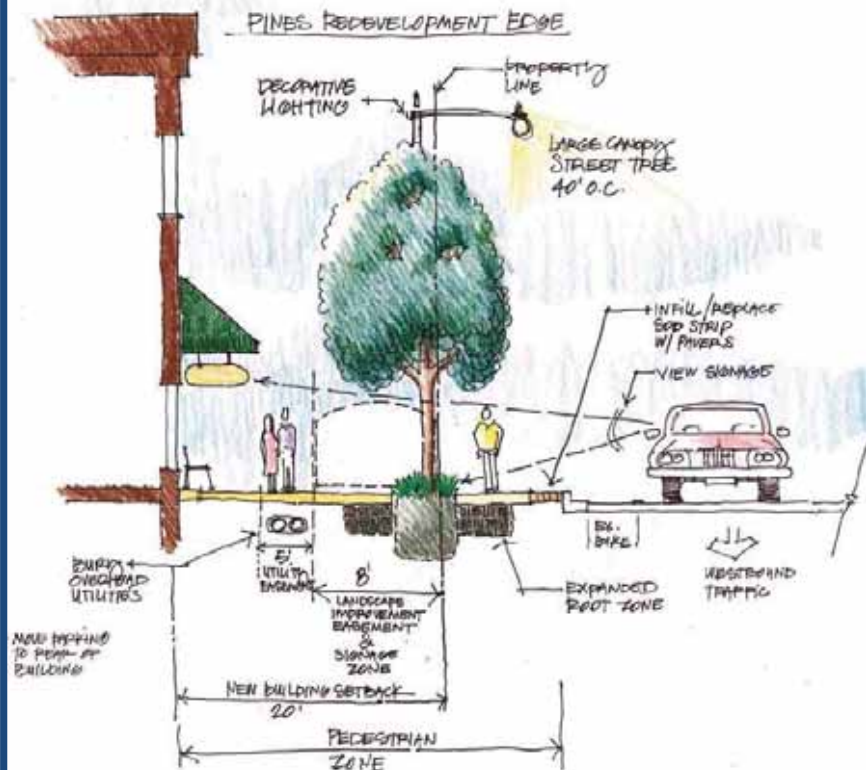 PINES REDEVELOPMENT EDGE
DECORATIVE
LIGHTING
PROPERTY
LINE
LARGE CANOPY
STREET TREE
40' O.C.
INFILL/REPLACE
SOD STRIP
W/ PAVERS
VIEW SIGNAGE
BURY
OVERHEAD
UTILITIES
5'
UTILITY
EASEMENT
8'
LANDSCAPE
IMPROVEMENT
EASEMENT
&
SIGNAGE
ZONE
EXPANDED
ROOT ZONE
EX.
BIKE
WESTBOUND
TRAFFIC
MOVE PARKING
TO REAR OF
BUILDING
NEW BUILDING SETBACK
20'
PEDESTRIAN
ZONE